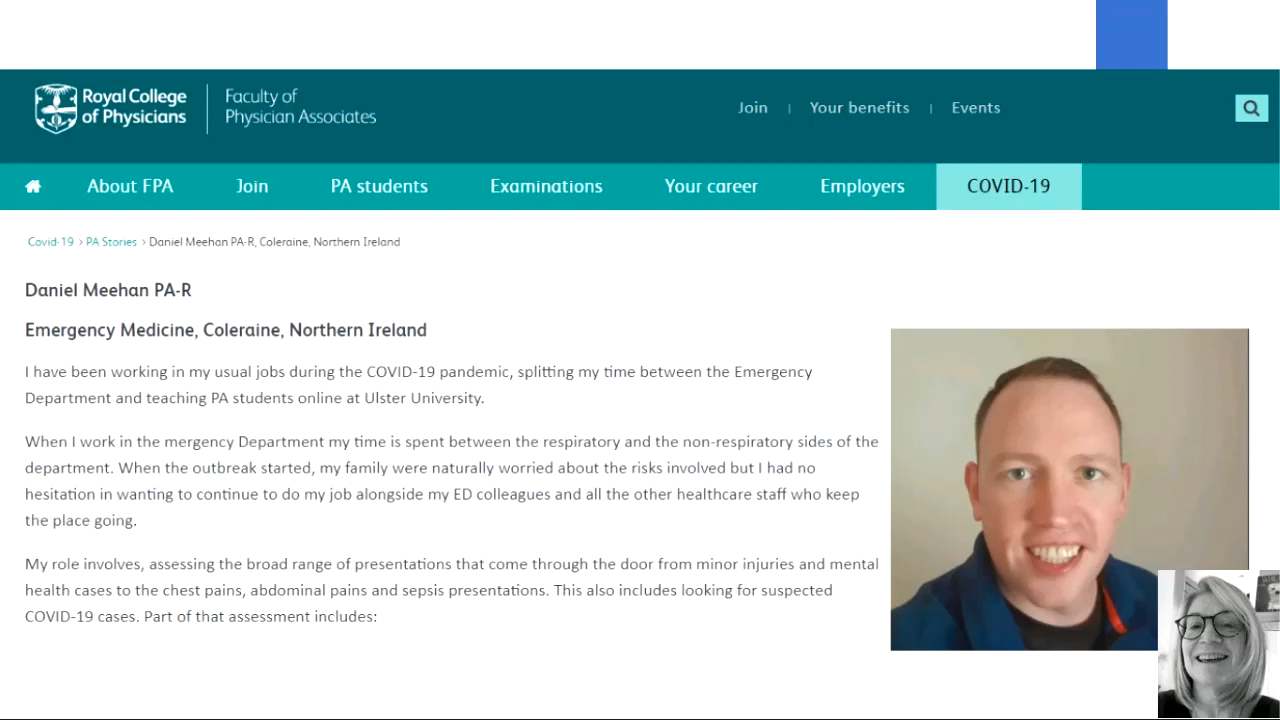 Royal College
of Physicians
Faculty of
Physician Associates
Join | Your benefits | Events
About FPA Join PA students Examinations Your career Employers COVID-19
Covid-19 > PA Stories > Daniel Meehan PA-R, Coleraine, Northern Ireland
Daniel Meehan PA-R
Emergency Medicine, Coleraine, Northern Ireland
I have been working in my usual jobs during the COVID-19 pandemic, splitting my time between the Emergency
Department and teaching PA students online at Ulster University.
When I work in the mergency Department my time is spent between the respiratory and the non-respiratory sides of the
department. When the outbreak started, my family were naturally worried about the risks involved but I had no
hesitation in wanting to continue to do my job alongside my ED colleagues and all the other healthcare staff who keep
the place going.
My role involves, assessing the broad range of presentations that come through the door from minor injuries and mental
health cases to the chest pains, abdominal pains and sepsis presentations. This also includes looking for suspected
COVID-19 cases. Part of that assessment includes: